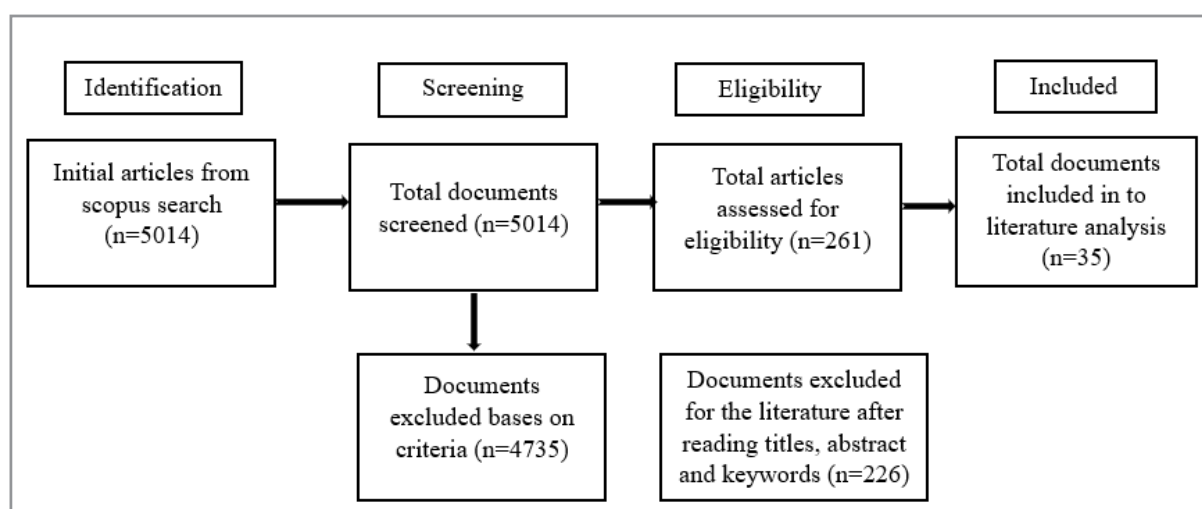 Identification
Screening
Eligibility
Included
Initial articles from
scopus search
(n=5014)
Total documents
screened (n=5014)
Total articles
assessed for
eligibility (n=261)
Total documents
included in to
literature analysis
(n=35)
Documents
excluded bases on
criteria (n=4735)
Documents excluded
for the literature after
reading titles, abstract
and keywords (n=226)